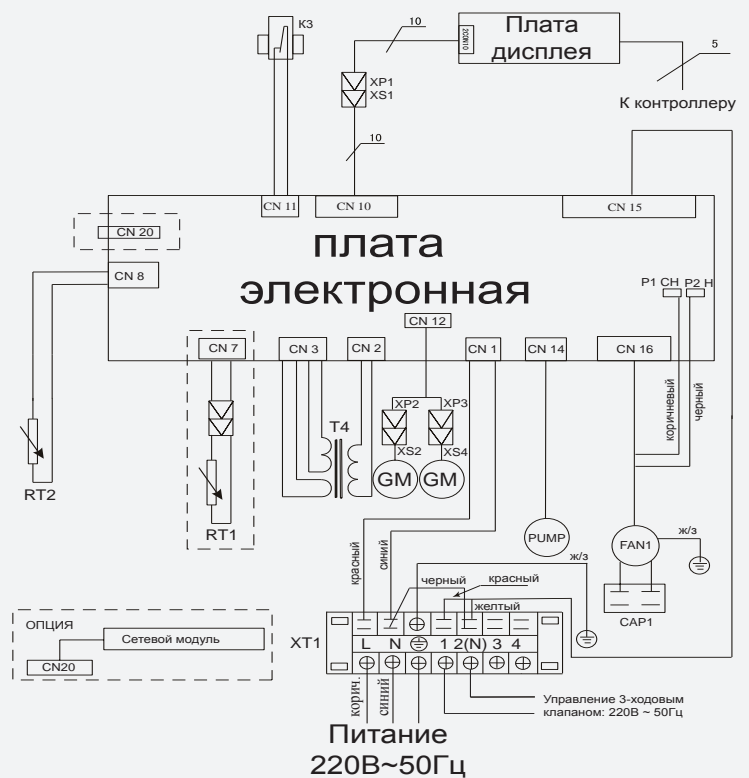 К3
10
2CON10
Плата
дисплея
5
XP1
XS1
К контроллеру
10
CN 11
CN 10
CN 15
CN 20
плата
электронная
CN 8
P1 CH
P2 H
CN 12
CN 7
CN 3
CN 2
CN 1
CN 14
CN 16
коричневый
черный
XP2
XP3
T4
XS2
XS4
GM
GM
RT2
RT1
PUMP
FAN1
ж/з
красный
синий
ж/з
черный
красный
желтый
CAP1
ОПЦИЯ
Сетевой модуль
CN20
XT1
L N 1 2(N) 3 4
корич.
синий
Управление 3-ходовым
клапаном: 220В ~ 50Гц
Питание
220В~50Гц